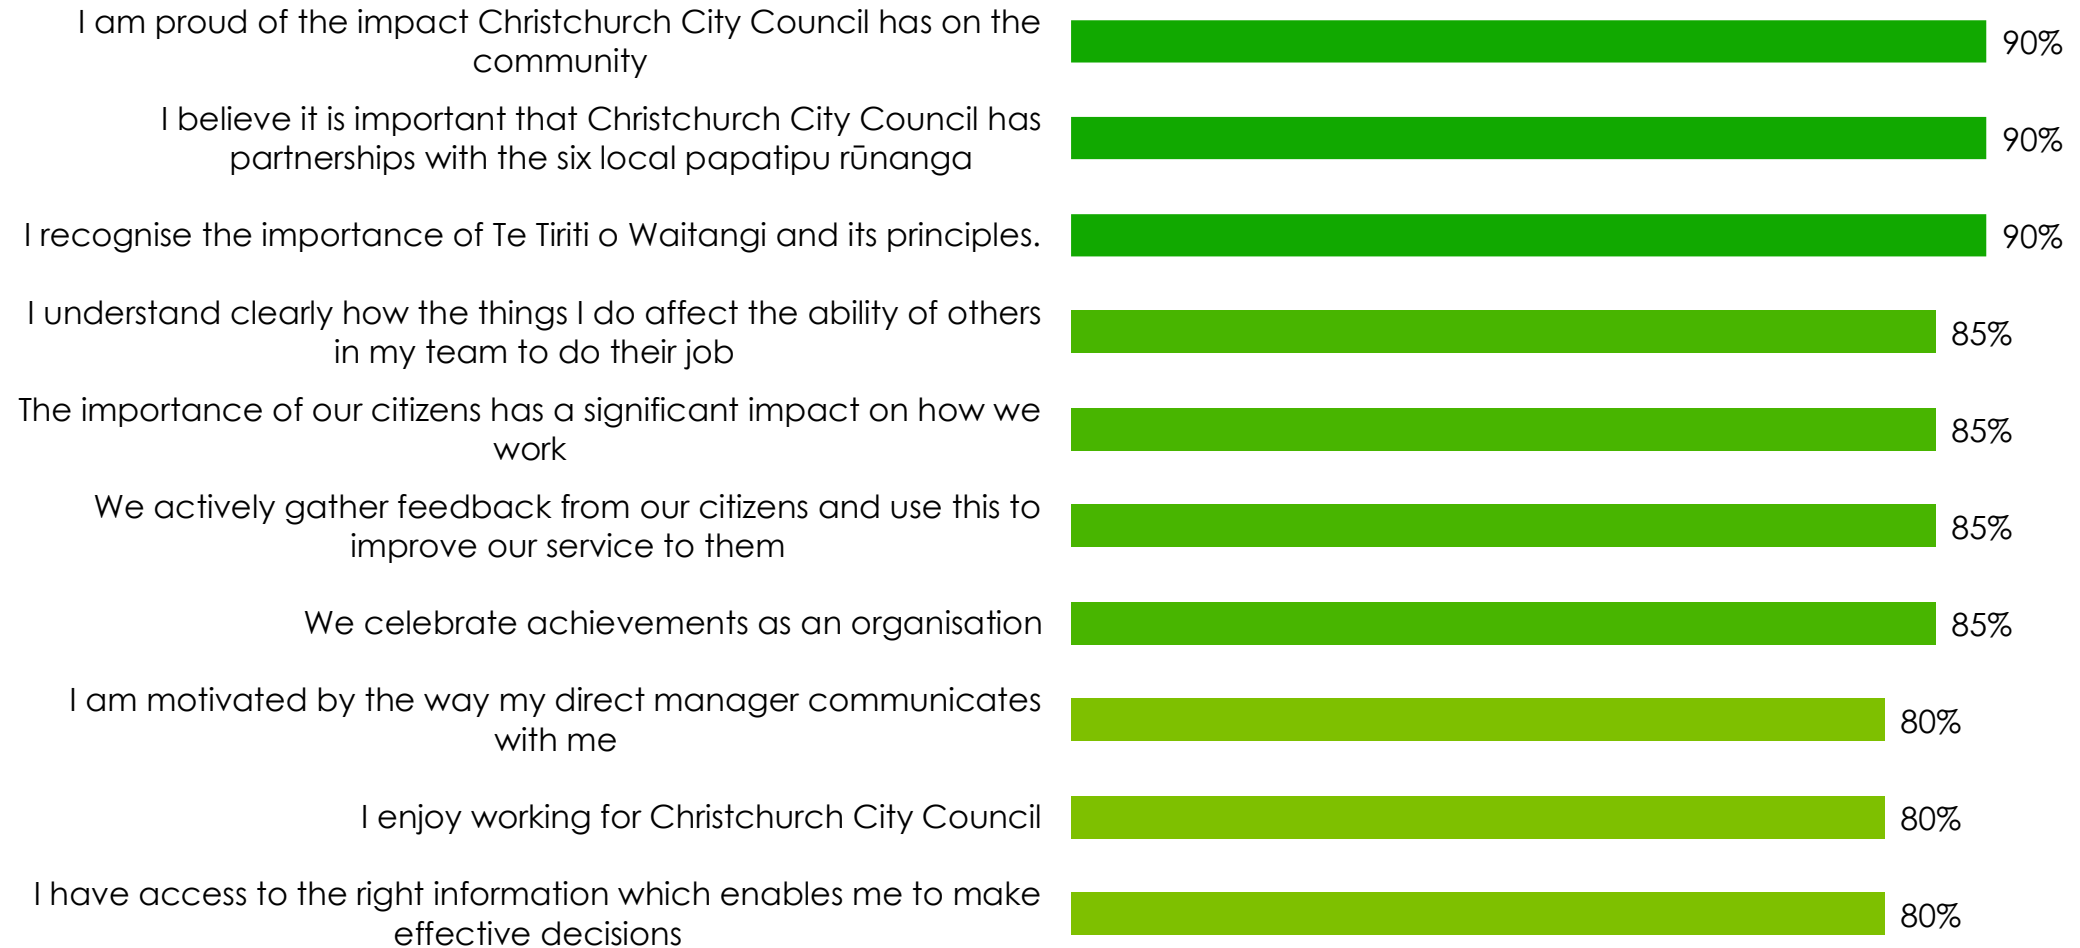 I am proud of the impact Christchurch City Council has on the
community
90%
I believe it is important that Christchurch City Council has
partnerships with the six local papatipu rūnanga
90%
I recognise the importance of Te Tiriti o Waitangi and its principles.
90%
I understand clearly how the things I do affect the ability of others
in my team to do their job
85%
The importance of our citizens has a significant impact on how we
work
85%
We actively gather feedback from our citizens and use this to
improve our service to them
85%
We celebrate achievements as an organisation
85%
I am motivated by the way my direct manager communicates
with me
80%
I enjoy working for Christchurch City Council
80%
I have access to the right information which enables me to make
effective decisions
80%